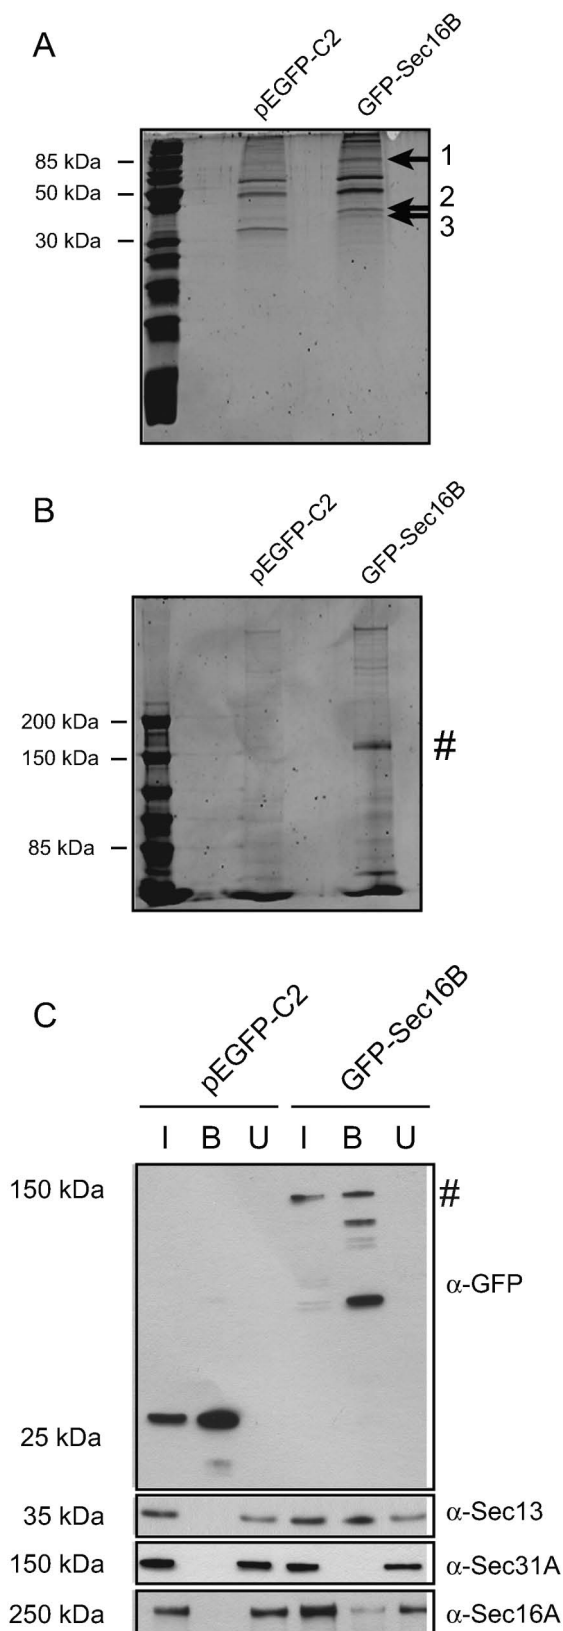 A
pEGFP-C2
GFP-Sec16B
85 kDa
1
50 kDa
2
3
30 kDa
B
pEGFP-C2
GFP-Sec16B
200 kDa
#
150 kDa
85 kDa
C
pEGFP-C2
GFP-Sec16B
I B U I B U
150 kDa
#
α-GFP
25 kDa
35 kDa
α-Sec13
150 kDa
α-Sec31A
250 kDa
α-Sec16A